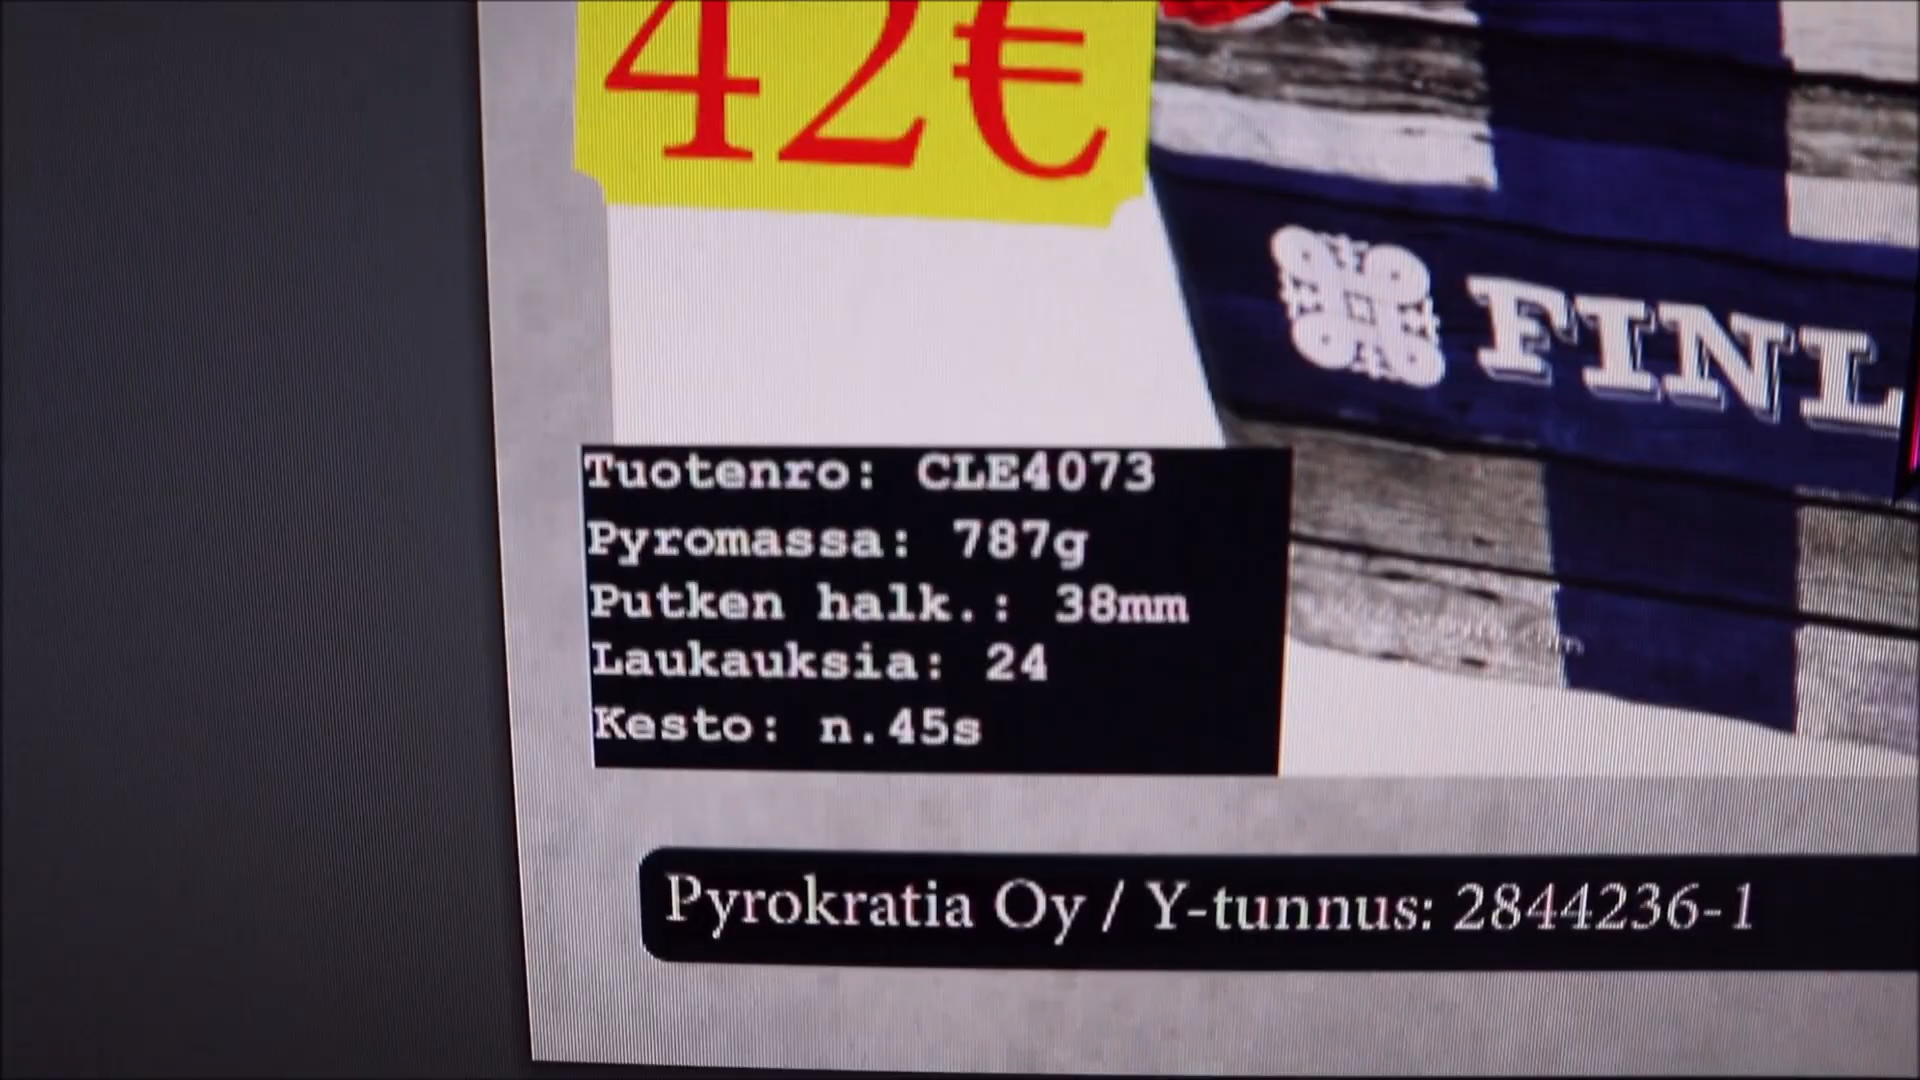 42€
FINL
Tuotenro: CLE4073
Pyromassa: 787g
Putken halk.: 38mm
Laukauksia: 24
Kesto: n.45s
Pyrokratia Oy / Y-tunnus: 2844236-1